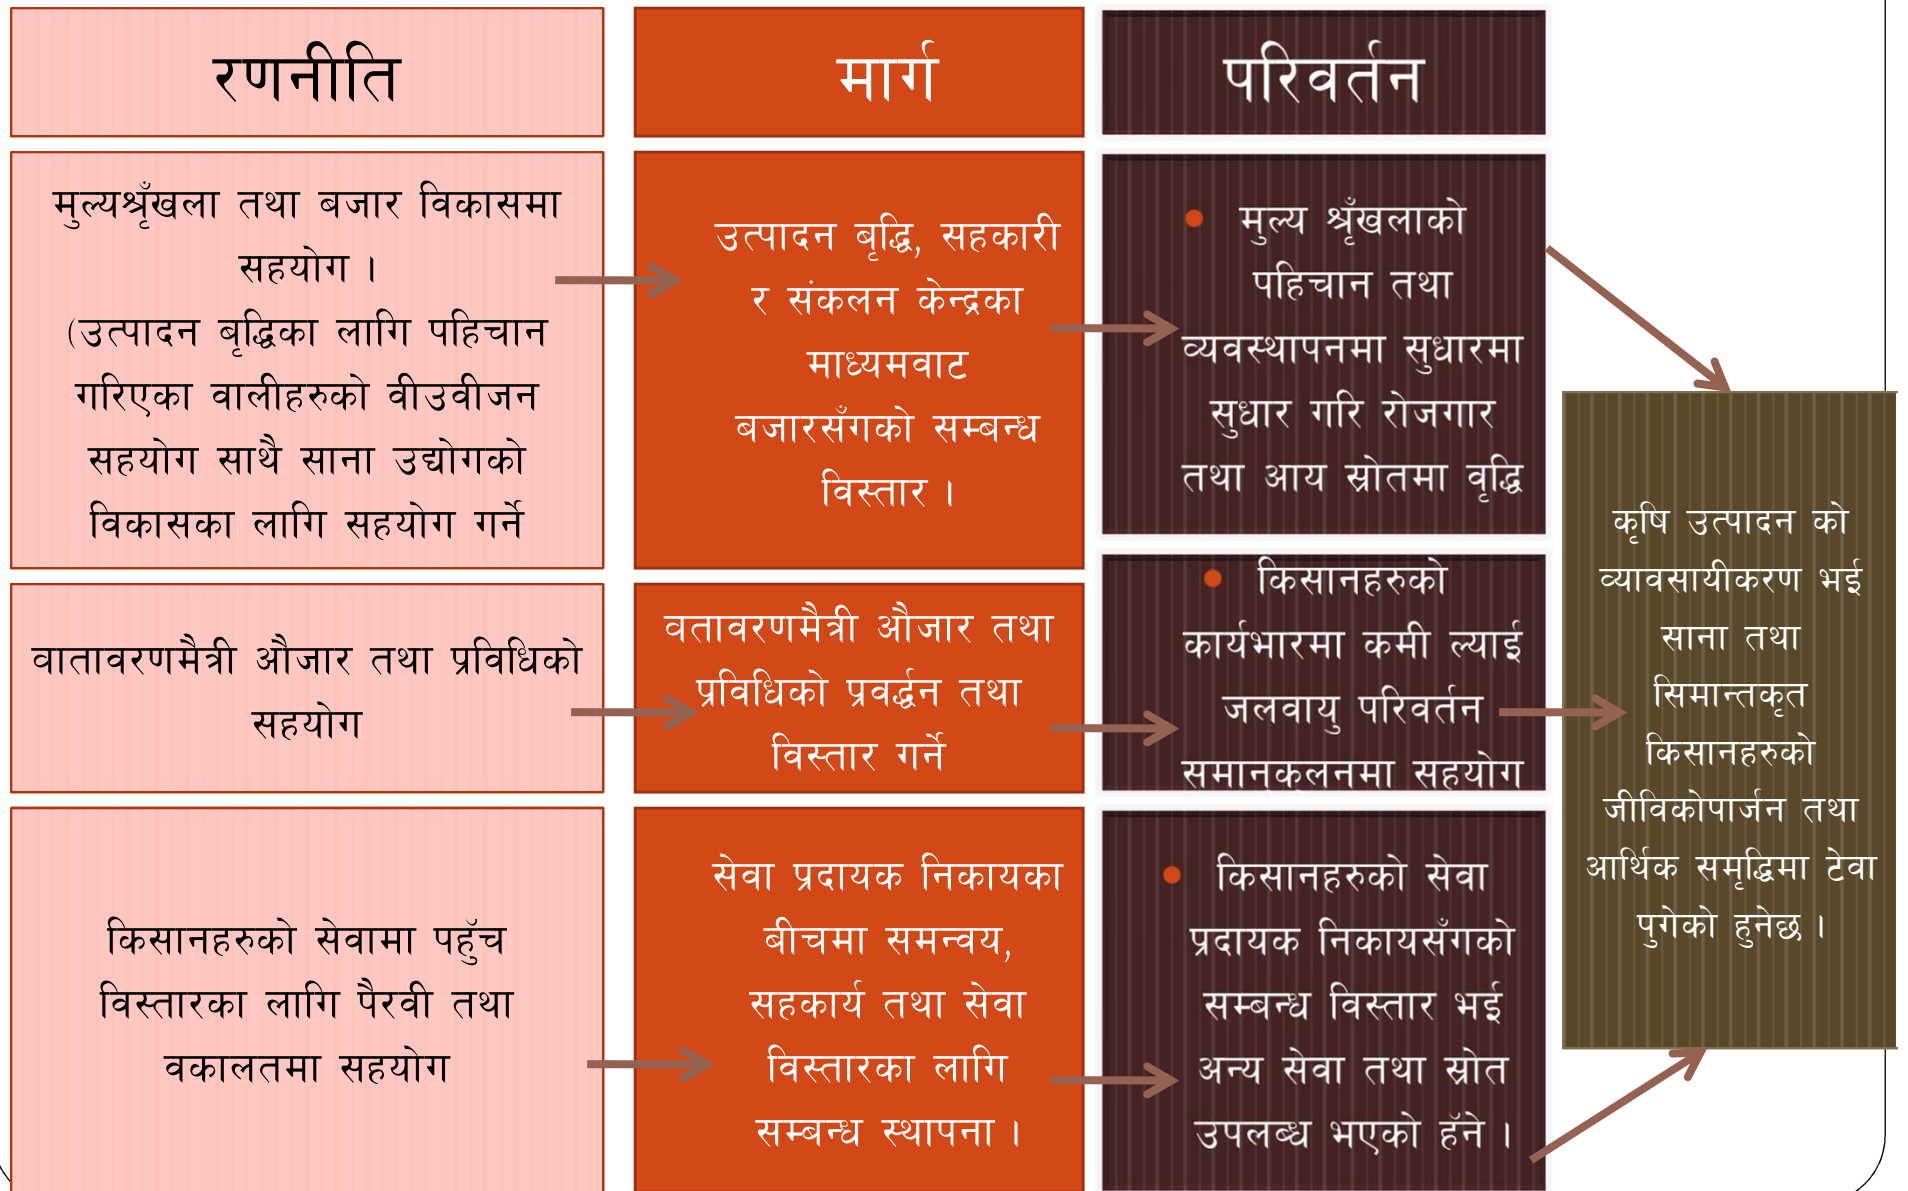 रणनीति
मार्ग
परिवर्तन
मुल्यश्रृँखला तथा बजार विकासमा
सहयोग ।
(उत्पादन बृद्धिका लागि पहिचान
गरिएका वालीहरुको वीउवीजन
सहयोग साथै साना उद्योगको
विकासका लागि सहयोग गर्ने
उत्पादन बृद्धि, सहकारी
र संकलन केन्द्रका
माध्यमवाट
बजारसँगको सम्बन्ध
विस्तार ।
मुल्य श्रृँखलाको
पहिचान तथा
व्यवस्थापनमा सुधारमा
सुधार गरि रोजगार
तथा आय स्रोतमा वृद्धि
वातावरणमैत्री औजार तथा प्रविधिको
सहयोग
वतावरणमैत्री औजार तथा
प्रविधिको प्रवर्द्धन तथा
विस्तार गर्ने
किसानहरुको
कार्यभारमा कमी ल्याई
जलवायु परिवर्तन
समानुकुलनमा सहयोग
किसानहरुको सेवामा पहुँच
विस्तारका लागि पैरवी तथा
वकालतमा सहयोग
सेवा प्रदायक निकायका
बीचमा समन्वय,
सहकार्य तथा सेवा
विस्तारका लागि
सम्बन्ध स्थापना ।
किसानहरुको सेवा
प्रदायक निकायसँगको
सम्बन्ध विस्तार भई
अन्य सेवा तथा स्रोत
उपलब्ध भएको हॅने ।
कृषि उत्पादन को
व्यावसायीकरण भई
साना तथा
सिमान्तकृत
किसानहरुको
जीविकोपार्जन तथा
आर्थिक समृद्धिमा टेवा
पुगेको हुनेछ ।